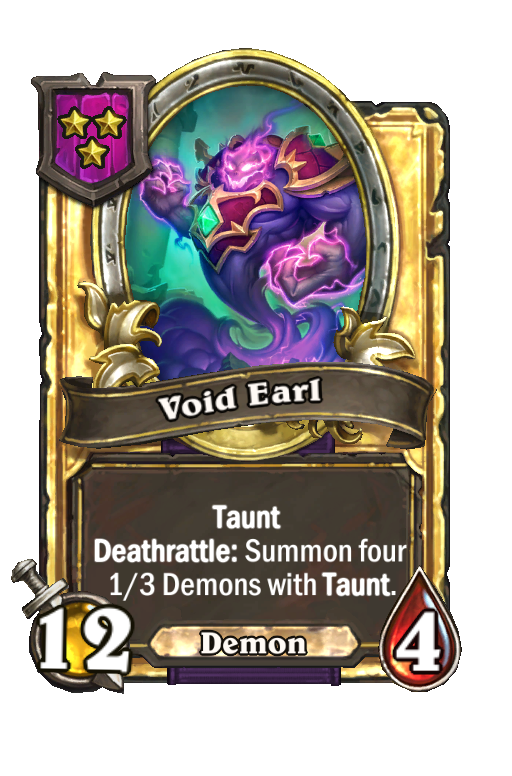 Void Earl
Taunt
Deathrattle: Summon four
1/3 Demons with Taunt.
12
Demon
4